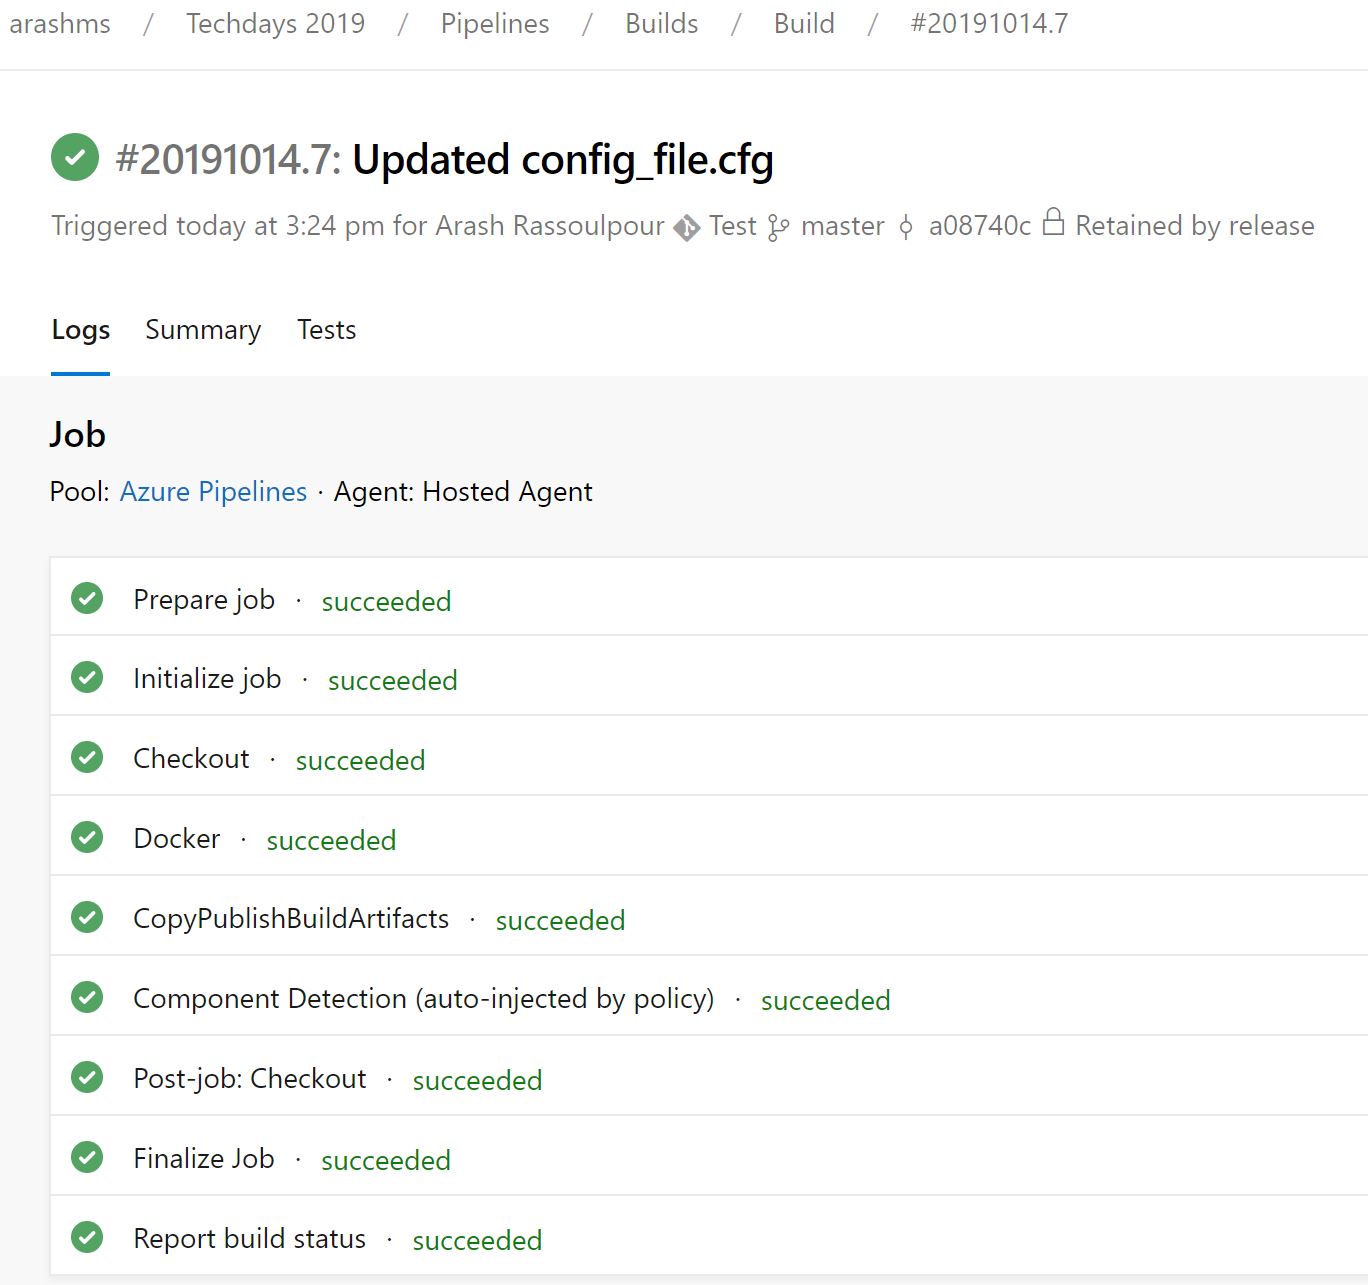 arashms / Techdays 2019 / Pipelines / Builds / Build / #20191014.7
#20191014.7: Updated config_file.cfg
Triggered today at 3:24 pm for Arash Rassoulpour Test master a08740c Retained by release
Logs Summary Tests
Job
Pool: Azure Pipelines · Agent: Hosted Agent
Prepare job · succeeded
Initialize job · succeeded
Checkout · succeeded
Docker · succeeded
CopyPublishBuildArtifacts · succeeded
Component Detection (auto-injected by policy) · succeeded
Post-job: Checkout · succeeded
Finalize Job · succeeded
Report build status · succeeded